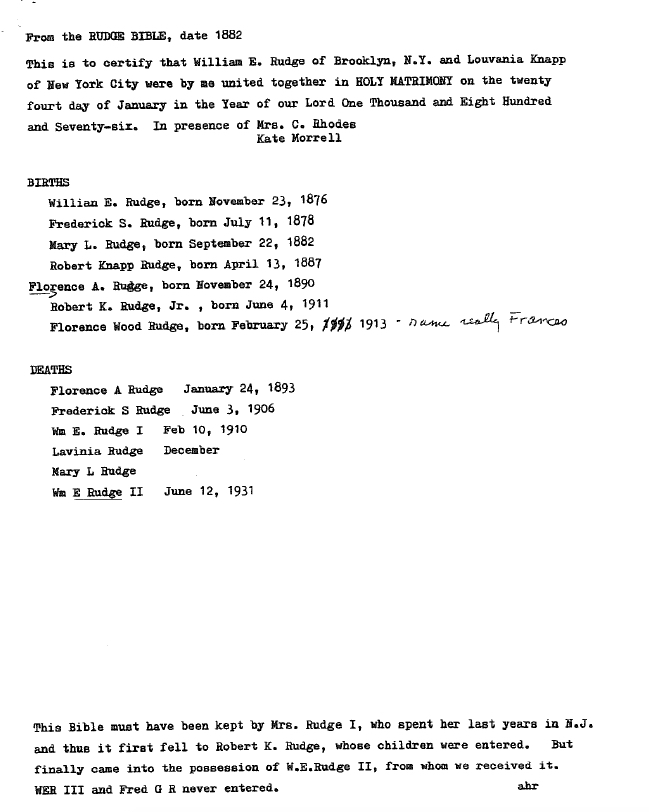 From the RUDGE BIBLE, date 1882
This is to certify that William E. Rudge of Brooklyn, N.Y. and Louvania Knapp
of New York City were by me united together in HOLY MATRIMONY on the twenty
fourt day of January in the Year of our Lord One Thousand and Eight Hundred
and Seventy-six. In presence of Mrs. C. Rhodes
Kate Morrell
BIRTHS
Willian E. Rudge, born November 23, 1876
Frederick S. Rudge, born July 11, 1878
Mary L. Rudge, born September 22, 1882
Robert Knapp Rudge, born April 13, 1887
Florence A. Rudge, born November 24, 1890
Robert K. Rudge, Jr. , born June 4, 1911
Florence Wood Rudge, born February 25, 1913 - name really Frances
DEATHS
Florence A Rudge January 24, 1893
Frederick S Rudge June 3, 1906
Wm E. Rudge I Feb 10, 1910
Lavinia Rudge December
Mary L Rudge
Wm E Rudge II June 12, 1931
This Bible must have been kept by Mrs. Rudge I, who spent her last years in N.J.
and thus it first fell to Robert K. Rudge, whose children were entered. But
finally came into the possession of W.E.Rudge II, from whom we received it.
WER III and Fred G R never entered. ahr